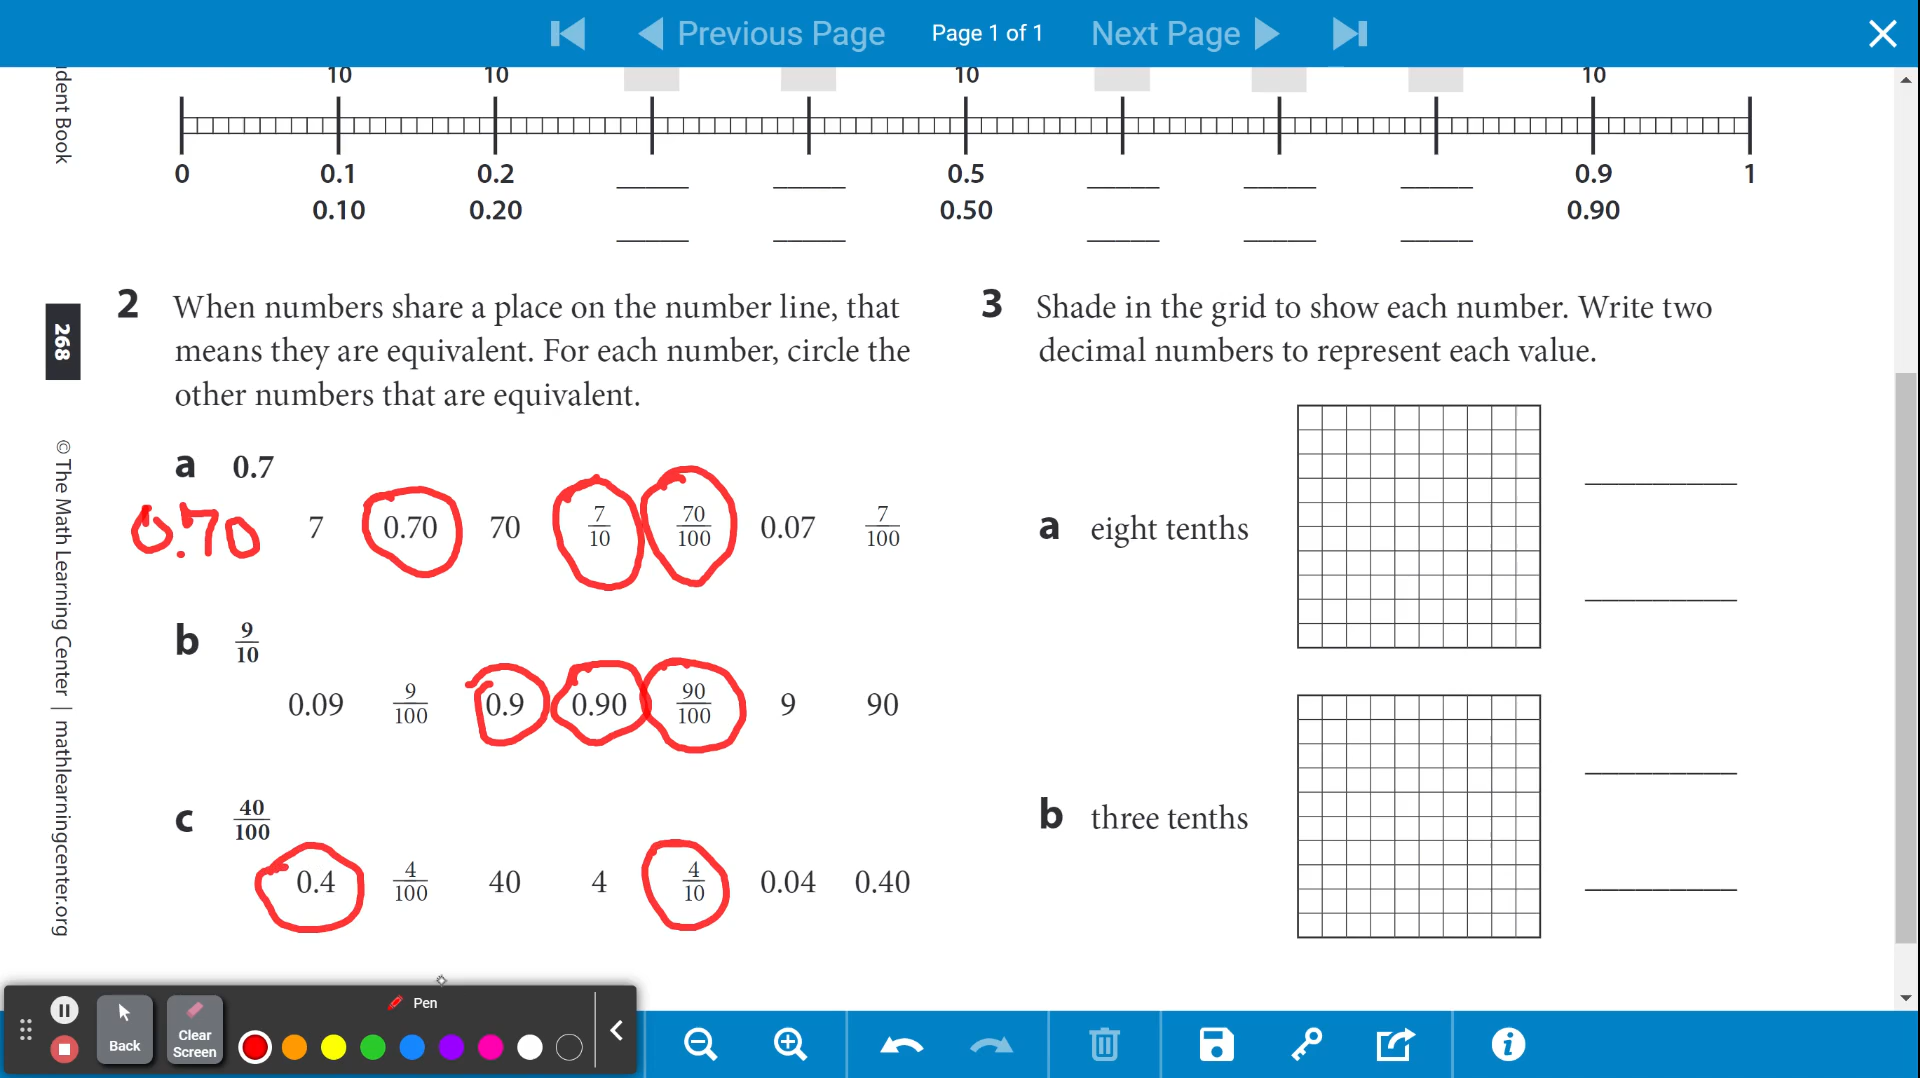 Previous Page Page 1 of 1 Next Page
dent Book
10 10 10 10
0 0.1 0.2 0.5 0.9 1
0.10 0.20 0.50 0.90
268
© The Math Learning Center | mathlearningcenter.org
2 When numbers share a place on the number line, that
means they are equivalent. For each number, circle the
other numbers that are equivalent.
a 0.7
0.70 7 0.70 70 7/10 70/100 0.07 7/100
b 9/10
0.09 9/100 0.9 0.90 90/100 9 90
c 40/100
0.4 4/100 40 4 4/10 0.04 0.40
3 Shade in the grid to show each number. Write two
decimal numbers to represent each value.
a eight tenths
b three tenths
Pen
Back
Clear
Screen